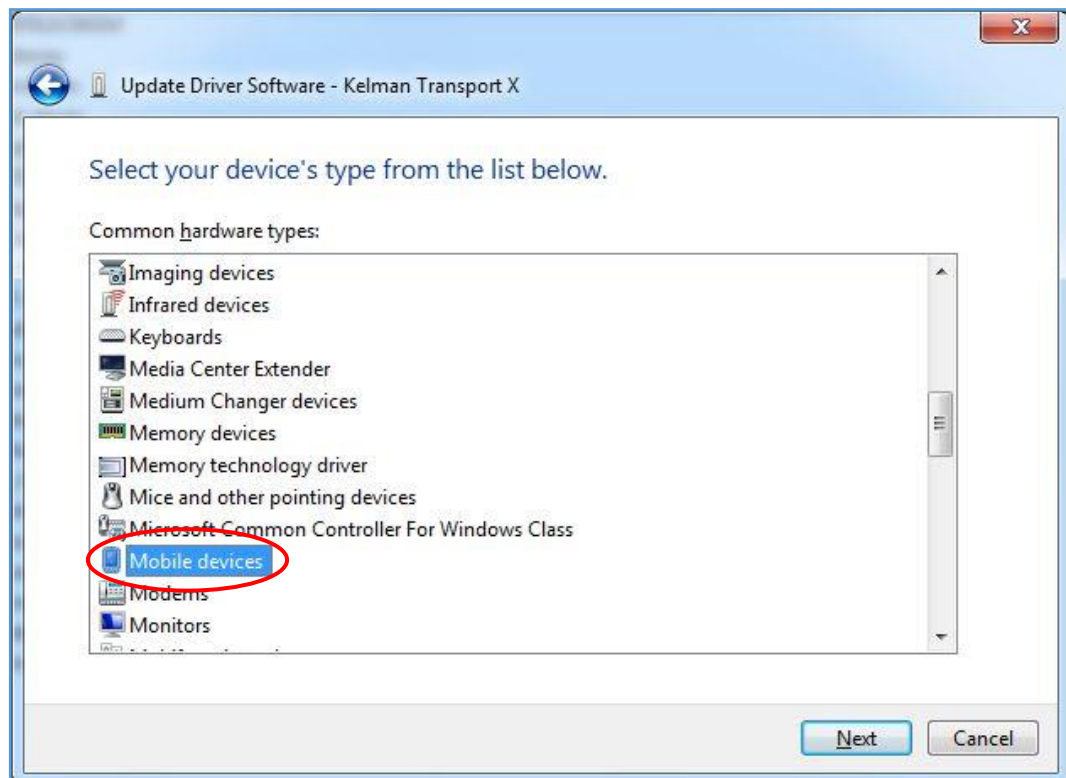 Update Driver Software - Kelman Transport X
Select your device's type from the list below.
Common hardware types:
Imaging devices
Infrared devices
Keyboards
Media Center Extender
Medium Changer devices
Memory devices
Memory technology driver
Mice and other pointing devices
Microsoft Common Controller For Windows Class
Mobile devices
Modems
Monitors
Next
Cancel